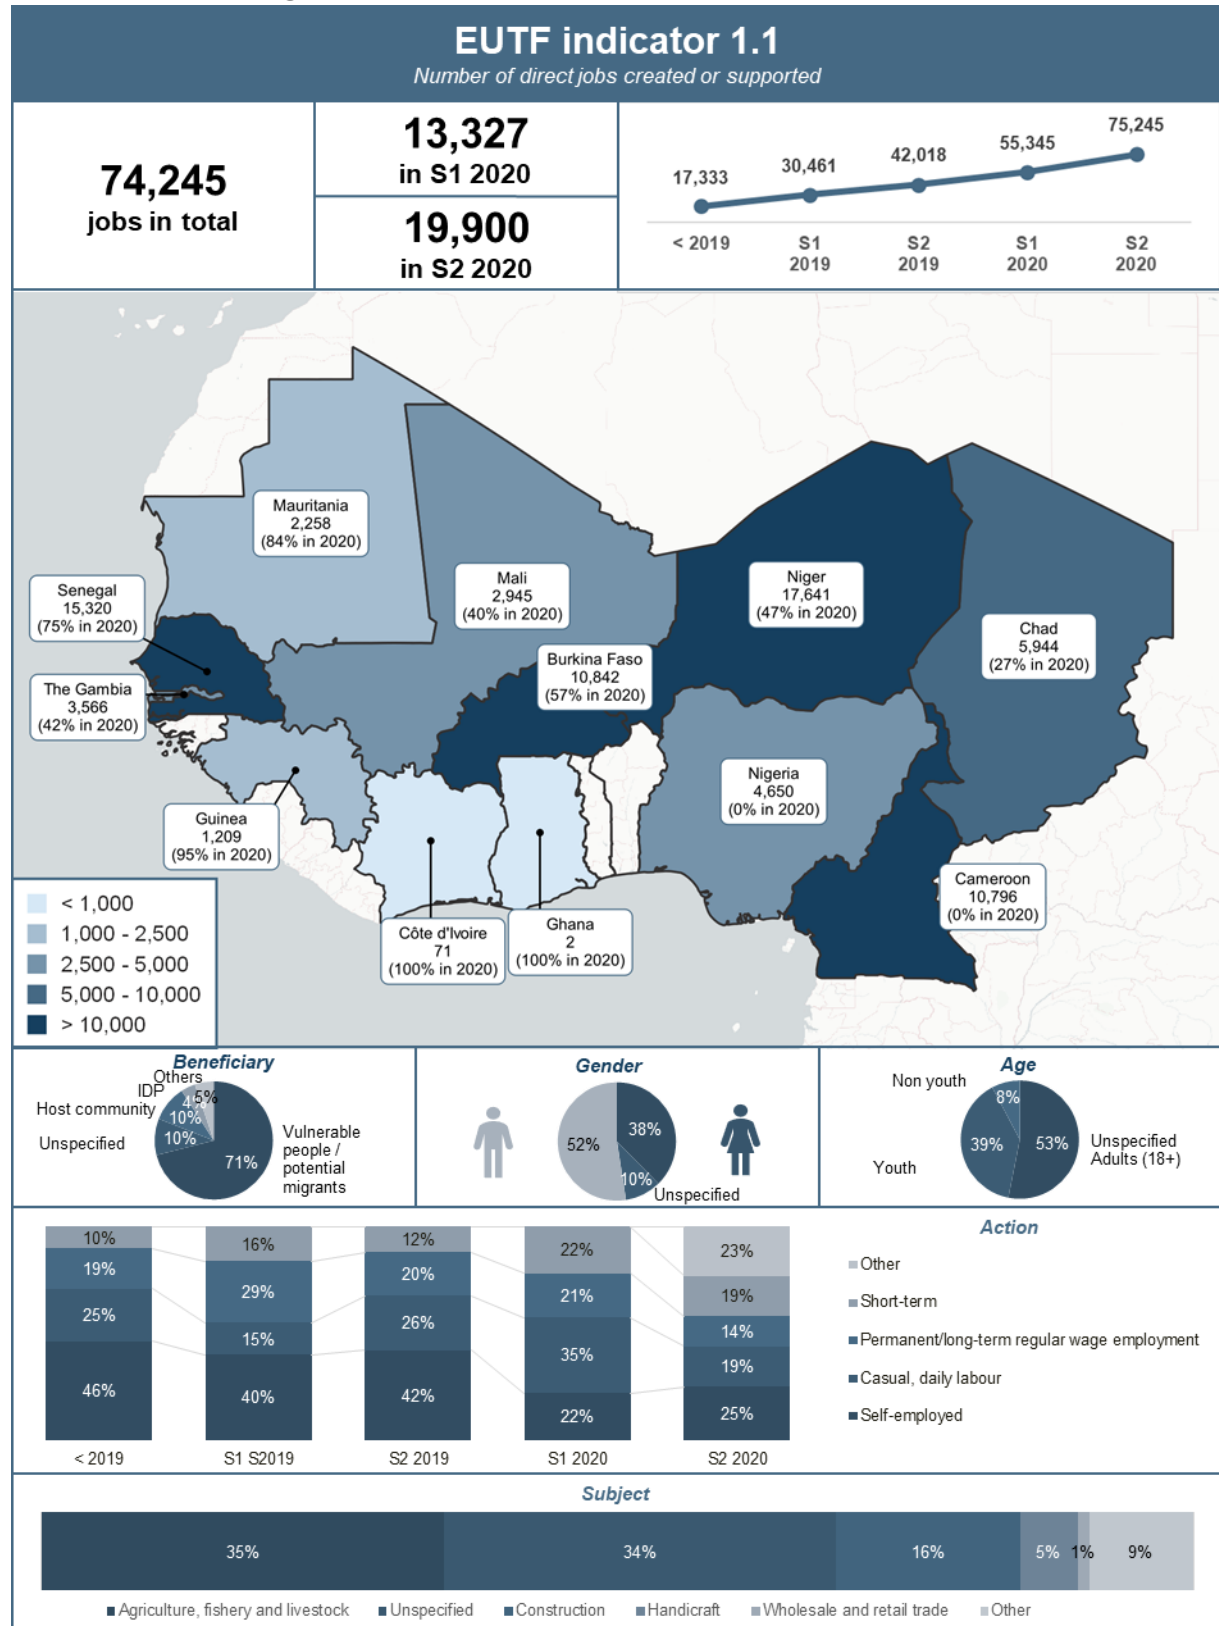 EUTF indicator 1.1
Number of direct jobs created or supported
74,245
jobs in total
13,327
in S1 2020
19,900
in S2 2020
17,333
30,461
42,018
55,345
75,245
< 2019
S1
2019
S2
2019
S1
2020
S2
2020
Mauritania
2,258
(84% in 2020)
Senegal
15,320
(75% in 2020)
Mali
2,945
(40% in 2020)
Niger
17,641
(47% in 2020)
Chad
5,944
(27% in 2020)
The Gambia
3,566
(42% in 2020)
Burkina Faso
10,842
(57% in 2020)
Nigeria
4,650
(0% in 2020)
Guinea
1,209
(95% in 2020)
Cameroon
10,796
(0% in 2020)
Côte d'Ivoire
71
(100% in 2020)
Ghana
2
(100% in 2020)
< 1,000
1,000 - 2,500
2,500 - 5,000
5,000 - 10,000
> 10,000
Beneficiary
Others
IDP
Host community
Unspecified
5%
4%
10%
10%
71%
Vulnerable
people /
potential
migrants
Gender
52%
38%
10%
Unspecified
Age
Non youth
8%
39%
53%
Youth
Unspecified
Adults (18+)
Action
10%
19%
25%
46%
< 2019
16%
29%
15%
40%
S1 S2019
12%
20%
26%
42%
S2 2019
22%
21%
35%
22%
S1 2020
23%
19%
14%
19%
25%
S2 2020
Other
Short-term
Permanent/long-term regular wage employment
Casual, daily labour
Self-employed
Subject
35%
34%
16%
5%
1%
9%
Agriculture, fishery and livestock
Unspecified
Construction
Handicraft
Wholesale and retail trade
Other